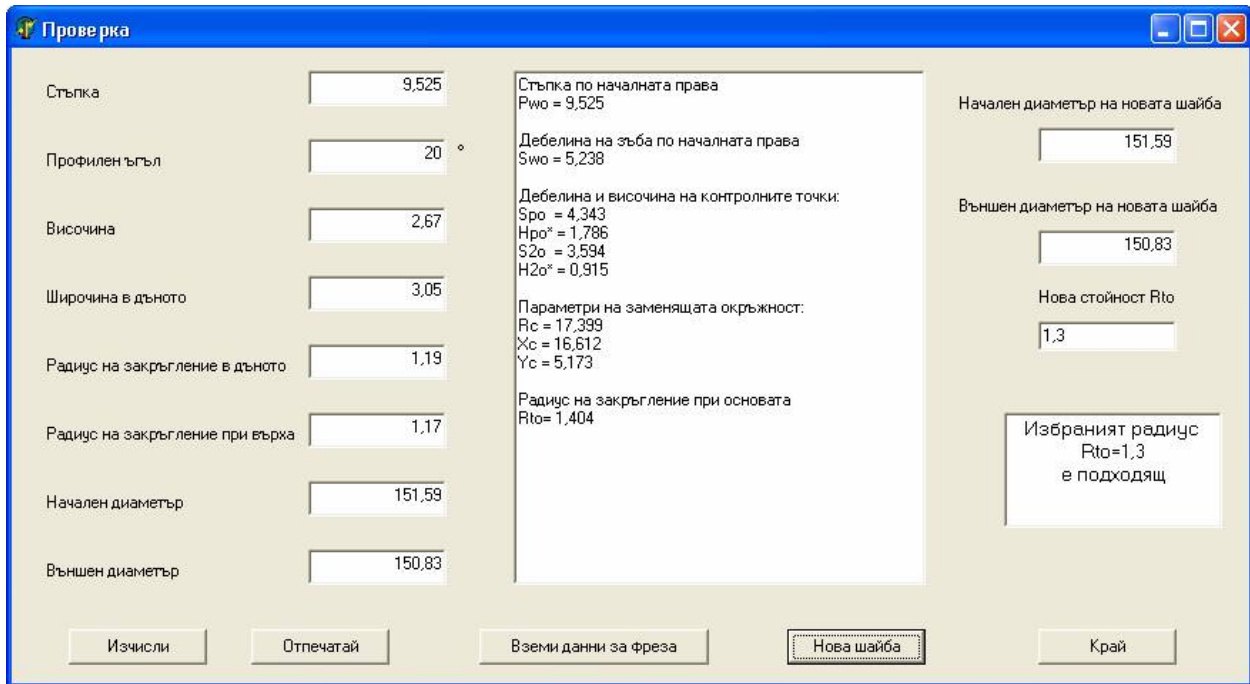 Проверка
Стъпка
9,525
Профилен ъгъл
20 °
Височина
2,67
Широчина в дъното
3,05
Радиус на закръгление в дъното
1,19
Радиус на закръгление при върха
1,17
Начален диаметър
151,59
Външен диаметър
150,83
Стъпка по началната права
Pwo = 9,525
Дебелина на зъба по началната права
Swo = 5,238
Дебелина и височина на контролните точки:
Spo = 4,343
Hpo* = 1,786
S2o = 3,594
H2o* = 0,915
Параметри на заменящата окръжност:
Rc = 17,399
Xc = 16,612
Yc = 5,173
Радиус на закръгление при основата
Rto= 1,404
Начален диаметър на новата шайба
151,59
Външен диаметър на новата шайба
150,83
Нова стойност Rto
1,3
Избраният радиус
Rto=1,3
е подходящ
Изчисли
Отпечатай
Вземи данни за фреза
Нова шайба
Край